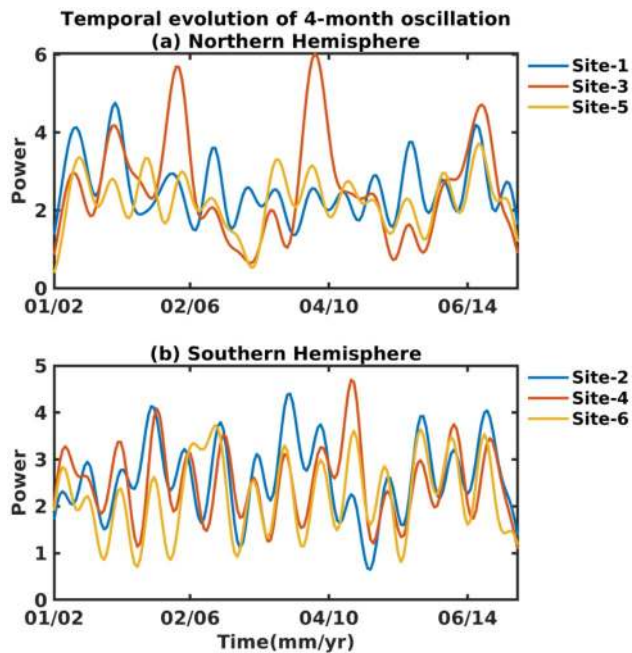 Temporal evolution of 4-month oscillation
(a) Northern Hemisphere
6
4
2
0
Power
01/02 02/06 04/10 06/14
Site-1
Site-3
Site-5
(b) Southern Hemisphere
5
4
3
2
1
0
Power
01/02 02/06 04/10 06/14
Time(mm/yr)
Site-2
Site-4
Site-6